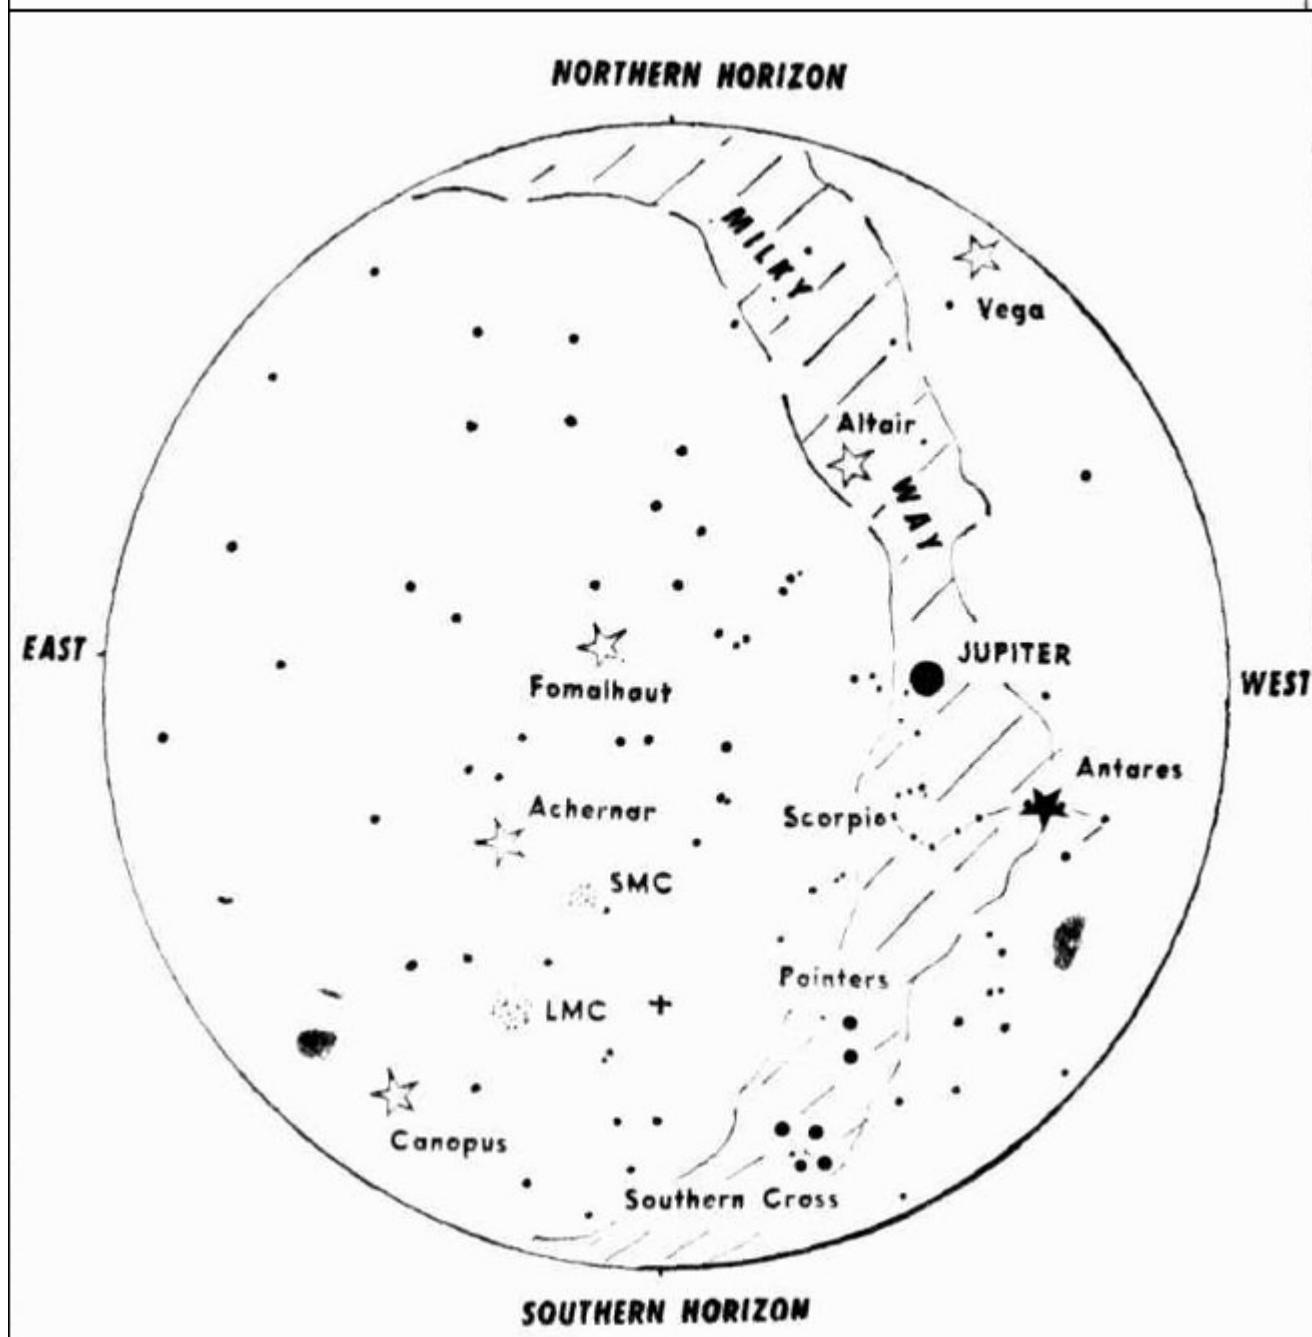 NORTHERN HORIZON
MILKY
Vega
Altair
WAY
EAST
JUPITER
WEST
Fomalhaut
Antares
Achernar
Scorpio
SMC
Pointers
LMC
Canopus
Southern Cross
SOUTHERN HORIZON